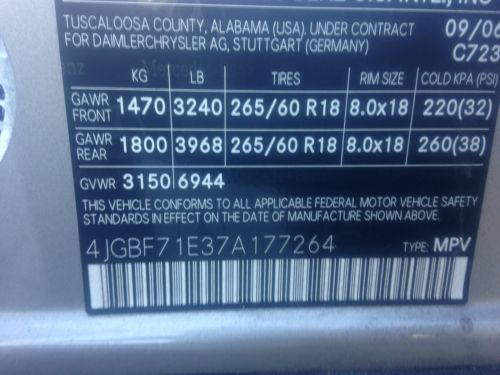 TUSCALOOSA COUNTY, ALABAMA (USA). UNDER CONTRACT 09/06
FOR DAIMLERCHRYSLER AG, STUTTGART (GERMANY) C723
KG LB TIRES RIM SIZE COLD KPA (PSI)
GAWR FRONT 1470 3240 265/60 R18 8.0x18 220(32)
GAWR REAR 1800 3968 265/60 R18 8.0x18 260(38)
GVWR 3150 6944
THIS VEHICLE CONFORMS TO ALL APPLICABLE FEDERAL MOTOR VEHICLE SAFETY
STANDARDS IN EFFECT ON THE DATE OF MANUFACTURE SHOWN ABOVE.
4JGBF71E37A177264 TYPE: MPV